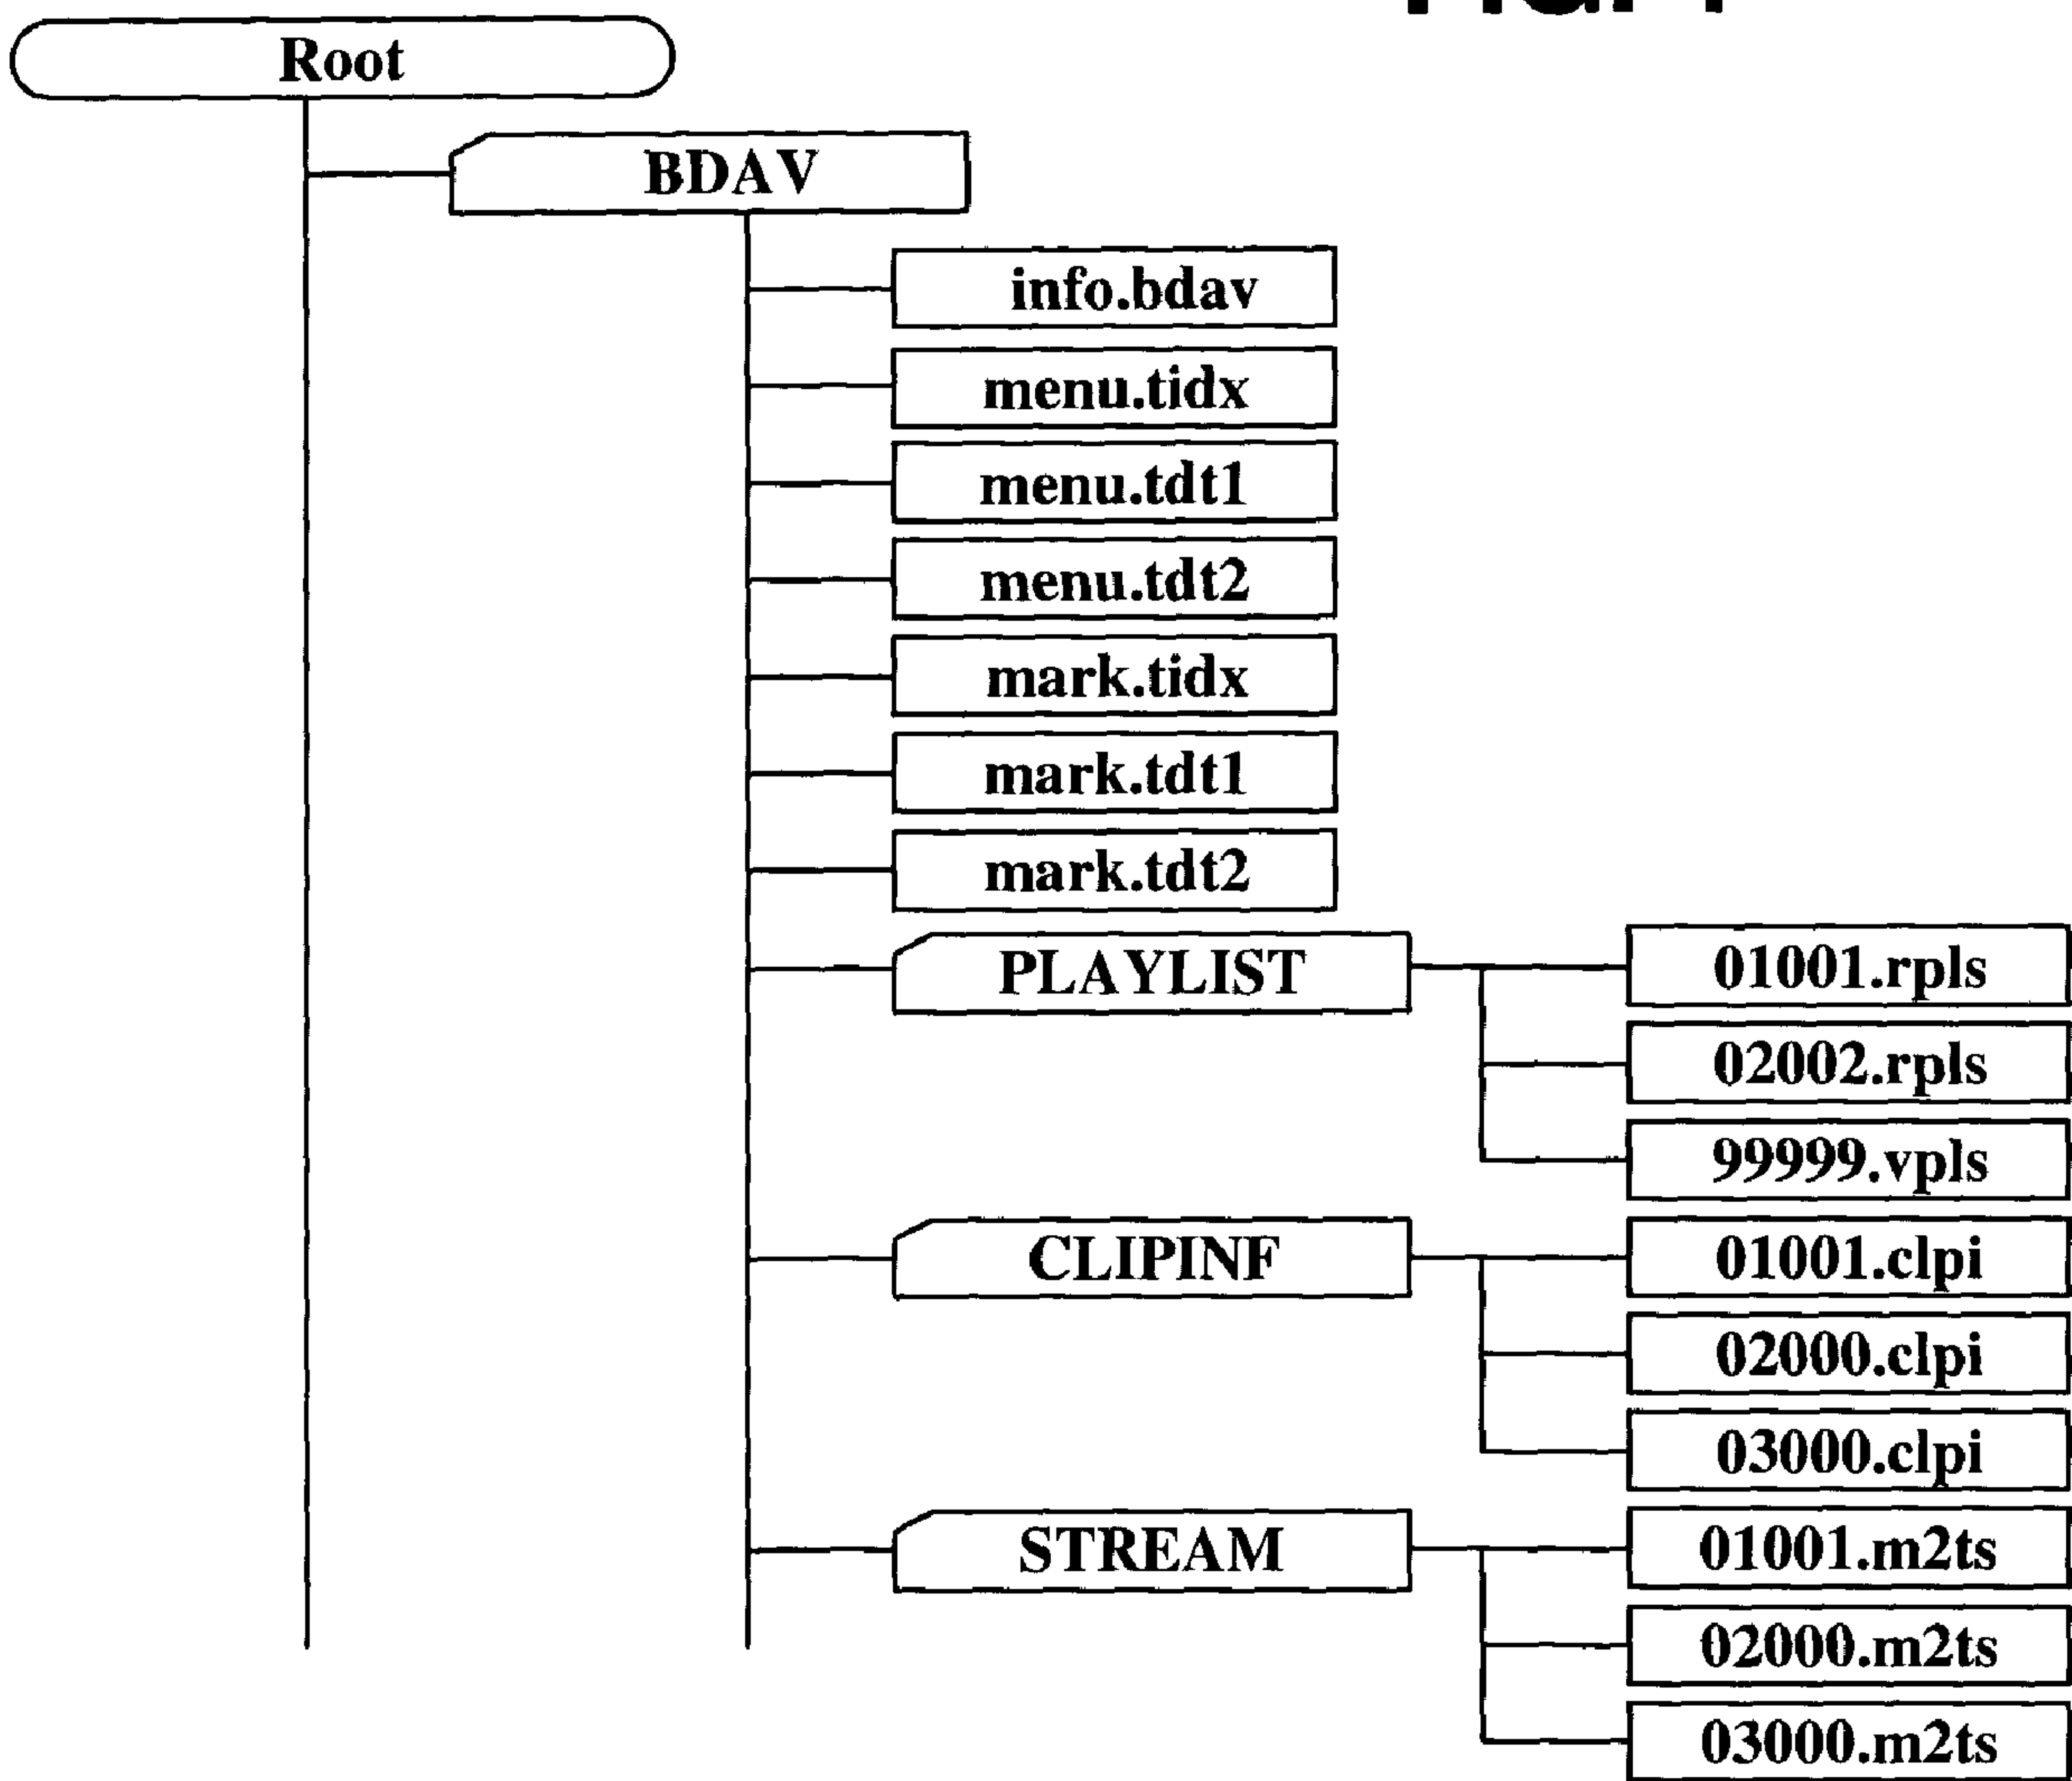 Root
BDAV
info.bdav
menu.tidx
menu.tdt1
menu.tdt2
mark.tidx
mark.tdt1
mark.tdt2
PLAYLIST
01001.rpls
02002.rpls
99999.vpls
CLIPINF
01001.clpi
02000.clpi
03000.clpi
STREAM
01001.m2ts
02000.m2ts
03000.m2ts